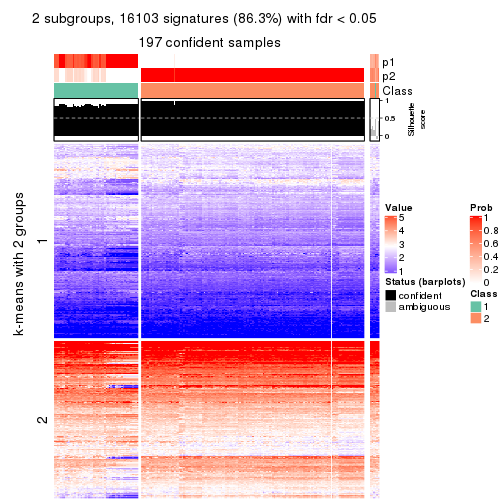 2 subgroups, 16103 signatures (86.3%) with fdr < 0.05
197 confident samples
p1
p2
Class
1
0.5
0
Silhouette
score
k-means with 2 groups
1
2
Value
5
4
3
2
1
Status (barplots)
confident
ambiguous
Prob
1
0.8
0.6
0.4
0.2
0
Class
1
2